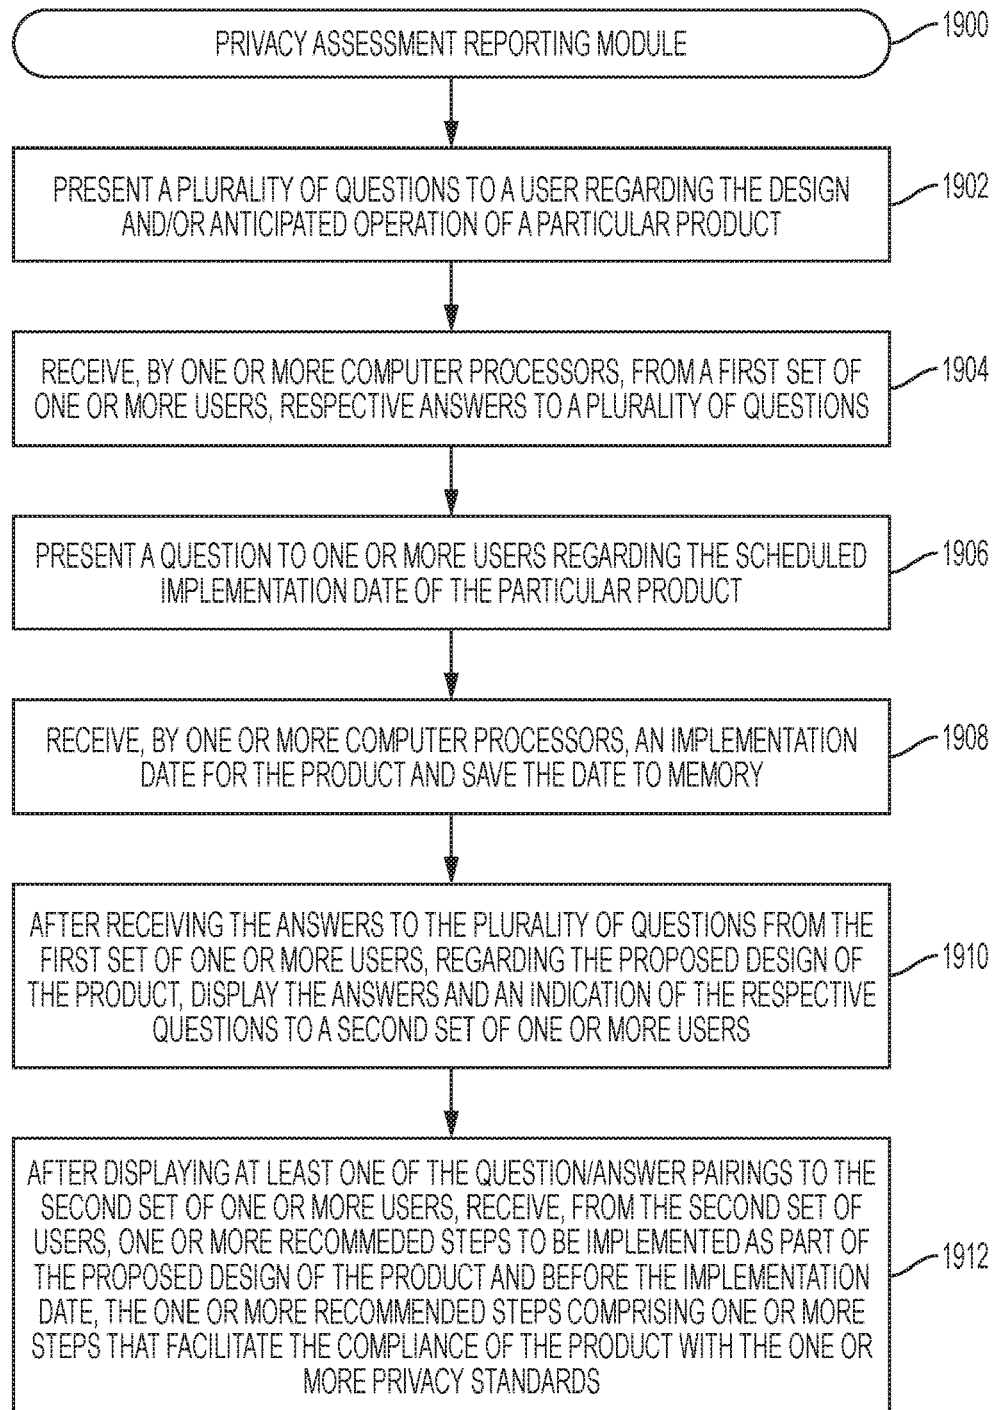 PRIVACY ASSESSMENT REPORTING MODULE
1900
PRESENT A PLURALITY OF QUESTIONS TO A USER REGARDING THE DESIGN
AND/OR ANTICIPATED OPERATION OF A PARTICULAR PRODUCT
1902
RECEIVE, BY ONE OR MORE COMPUTER PROCESSORS, FROM A FIRST SET OF
ONE OR MORE USERS, RESPECTIVE ANSWERS TO A PLURALITY OF QUESTIONS
1904
PRESENT A QUESTION TO ONE OR MORE USERS REGARDING THE SCHEDULED
IMPLEMENTATION DATE OF THE PARTICULAR PRODUCT
1906
RECEIVE, BY ONE OR MORE COMPUTER PROCESSORS, AN IMPLEMENTATION
DATE FOR THE PRODUCT AND SAVE THE DATE TO MEMORY
1908
AFTER RECEIVING THE ANSWERS TO THE PLURALITY OF QUESTIONS FROM THE
FIRST SET OF ONE OR MORE USERS, REGARDING THE PROPOSED DESIGN OF
THE PRODUCT, DISPLAY THE ANSWERS AND AN INDICATION OF THE RESPECTIVE
QUESTIONS TO A SECOND SET OF ONE OR MORE USERS
1910
AFTER DISPLAYING AT LEAST ONE OF THE QUESTION/ANSWER PAIRINGS TO THE
SECOND SET OF ONE OR MORE USERS, RECEIVE, FROM THE SECOND SET OF
USERS, ONE OR MORE RECOMMEDED STEPS TO BE IMPLEMENTED AS PART OF
THE PROPOSED DESIGN OF THE PRODUCT AND BEFORE THE IMPLEMENTATION
DATE, THE ONE OR MORE RECOMMENDED STEPS COMPRISING ONE OR MORE
STEPS THAT FACILITATE THE COMPLIANCE OF THE PRODUCT WITH THE ONE OR
MORE PRIVACY STANDARDS
1912